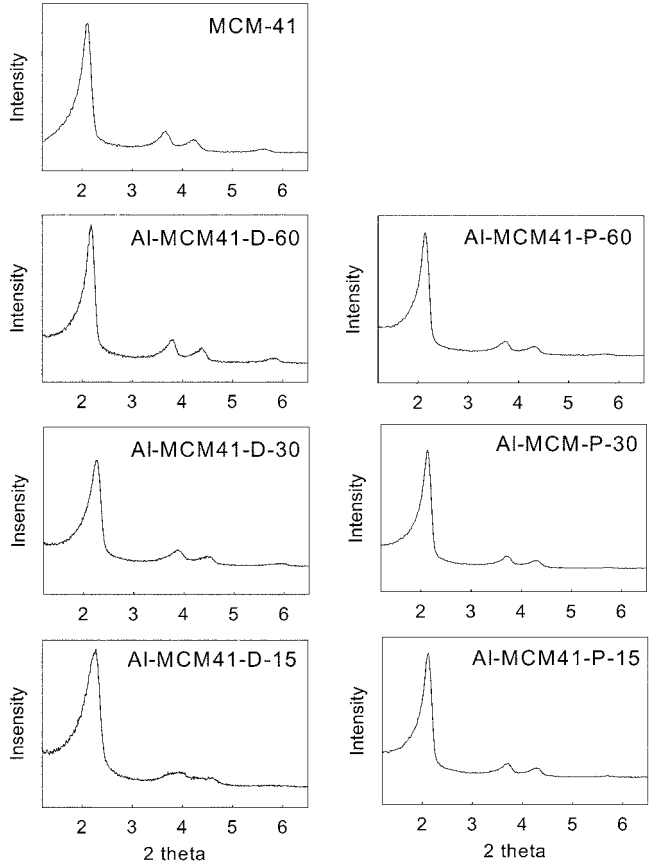 MCM-41
Intensity
2 3 4 5 6
Al-MCM41-D-60
Intensity
2 3 4 5 6
Al-MCM41-P-60
Intensity
2 3 4 5 6
Al-MCM41-D-30
Insensity
2 3 4 5 6
Al-MCM-P-30
Intensity
2 3 4 5 6
Al-MCM41-D-15
Insensity
2 3 4 5 6
2 theta
Al-MCM41-P-15
Intensity
2 3 4 5 6
2 theta